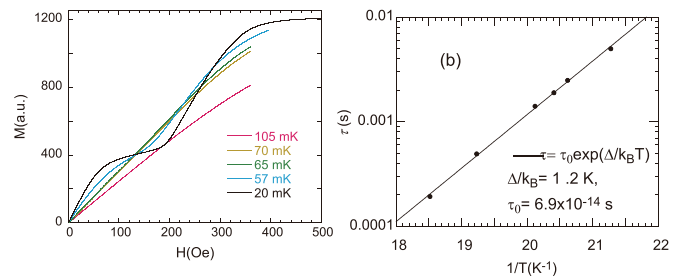 1200
800
400
0
M(a.u.)
0
100
200
300
400
500
H(Oe)
105 mK
70 mK
65 mK
57 mK
20 mK
0.01
0.001
0.0001
τ (s)
(b)
τ= τ0exp(Δ/kBT)
Δ/kB= 1 .2 K,
τ0= 6.9x10-14 s
18
19
20
21
22
1/T(K-1)